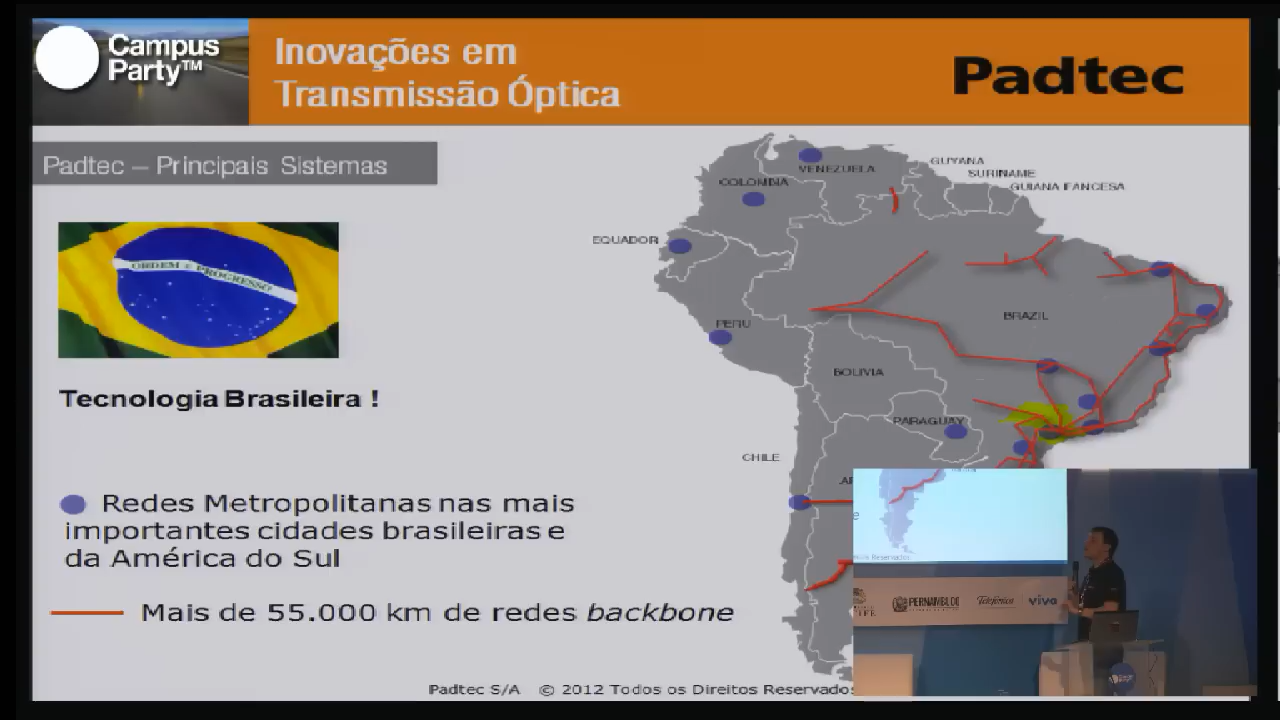 Campus
Party™
Inovações em
Transmissão Óptica
Padtec
Padtec – Principais Sistemas
VENEZUELA
GUYANA
SURINAME
COLOMBIA
EQUADOR
ORDEM E PROGRESSO
PERU
BRAZIL
BOLIVIA
Tecnologia Brasileira !
PARAGUAY
CHILE
AR
Redes Metropolitanas nas mais
importantes cidades brasileiras e
da América do Sul
Mais de 55.000 km de redes backbone
PERNAMBUCO
Telefónica
vivo
Padtec S/A © 2012 Todos os Direitos Reservados